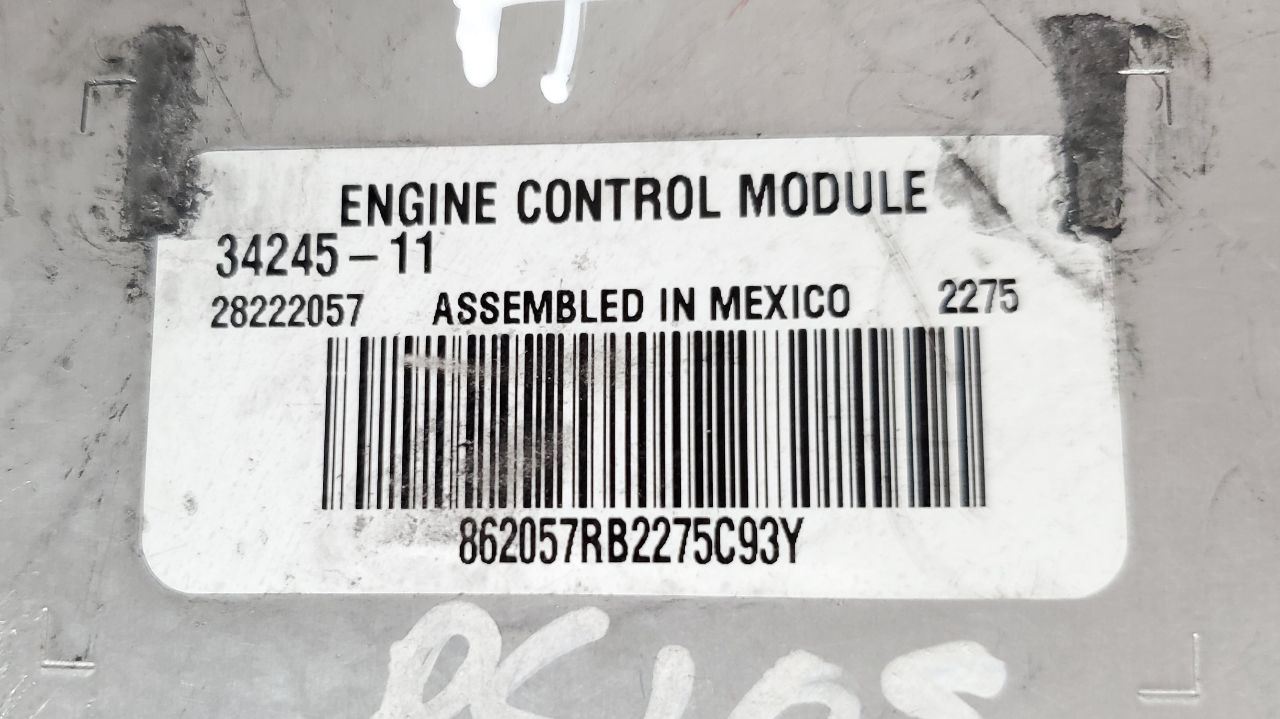 ENGINE CONTROL MODULE
34245-11
28222057 ASSEMBLED IN MEXICO 2275
862057RB2275C93Y